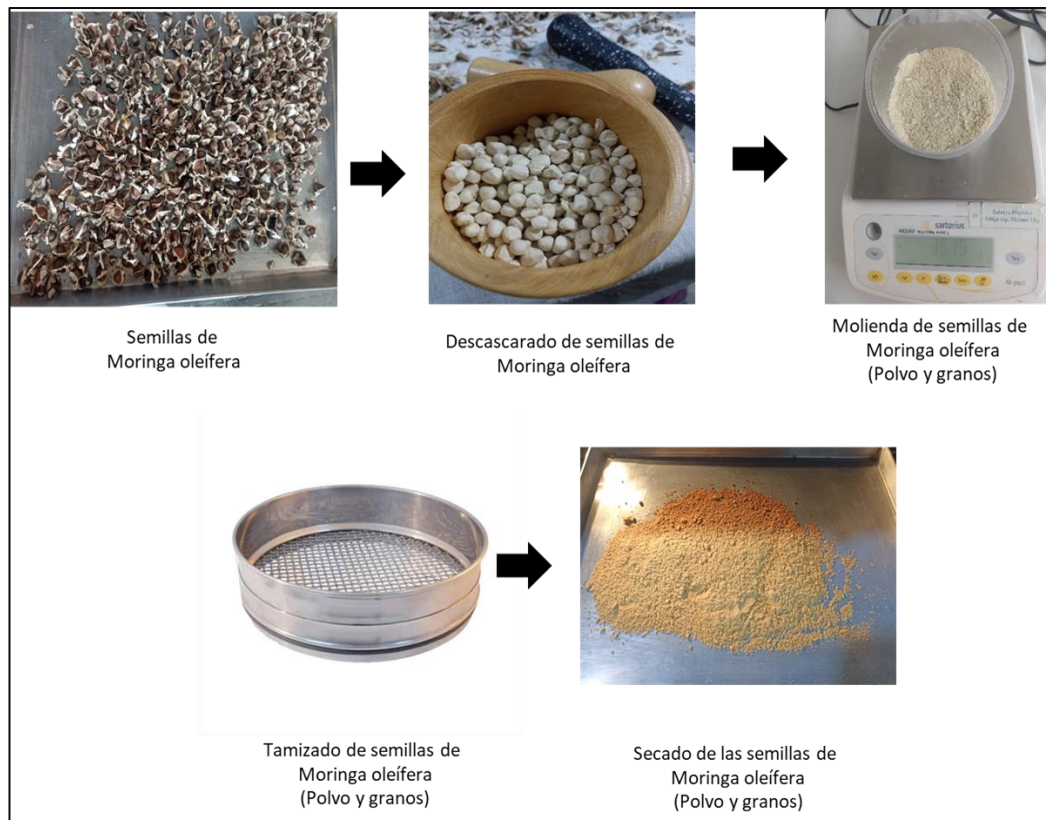 sartorius
Semillas de
Moringa oleífera
Descascarado de semillas de
Moringa oleífera
Molienda de semillas de
Moringa oleífera
(Polvo y granos)
Tamizado de semillas de
Moringa oleífera
(Polvo y granos)
Secado de las semillas de
Moringa oleífera
(Polvo y granos)